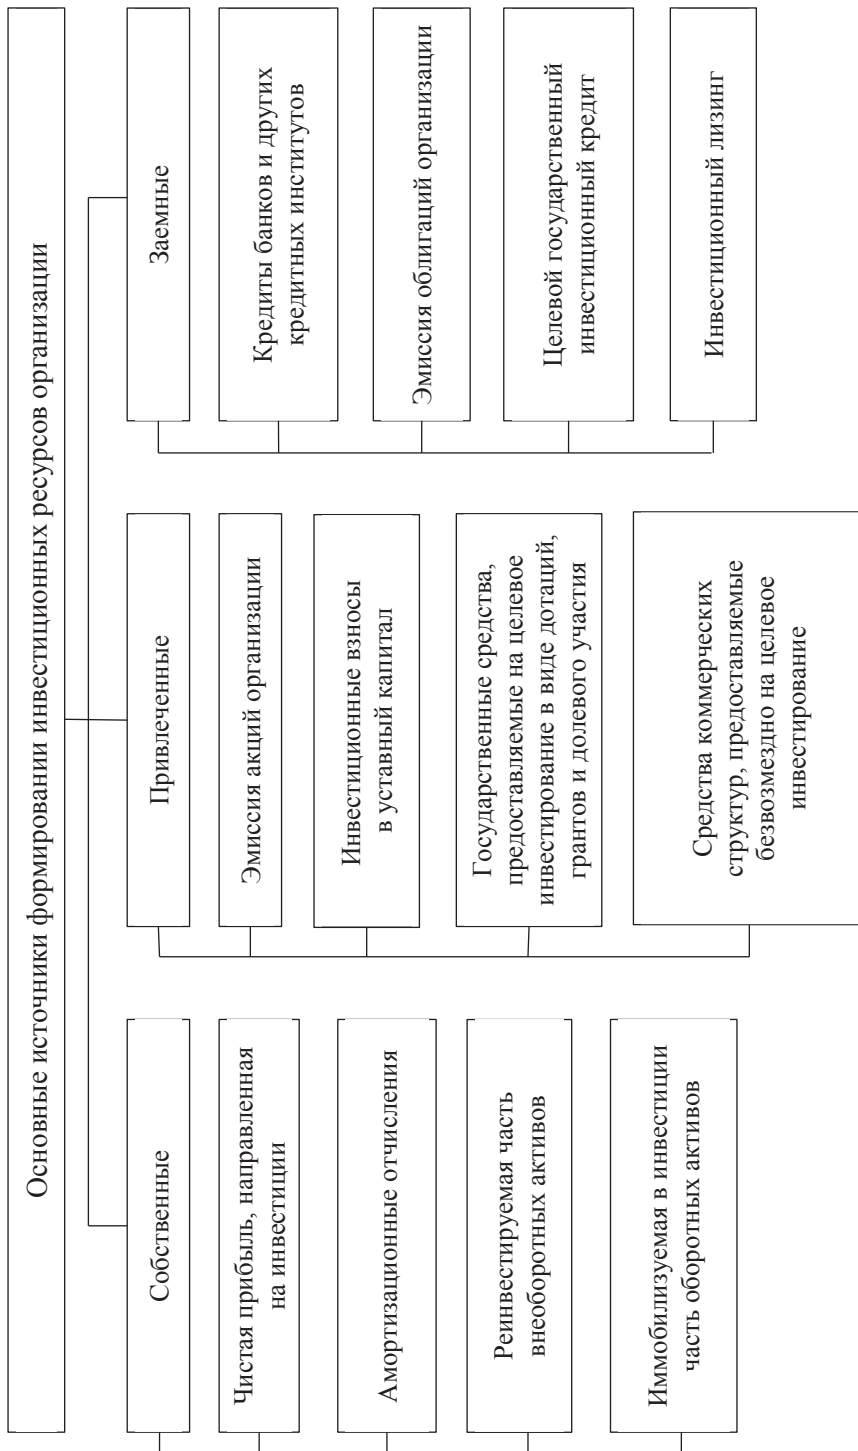 Основные источники формировании инвестиционных ресурсов организации
Собственные
Чистая прибыль, направленная
на инвестиции
Амортизационные отчисления
Реинвестируемая часть
внеоборотных активов
Иммобилизуемая в инвестиции
часть оборотных активов
Привлеченные
Эмиссия акций организации
Инвестиционные взносы
в уставный капитал
Государственные средства,
предоставляемые на целевое
инвестирование в виде дотаций,
грантов и долевого участия
Средства коммерческих
структур, предоставляемые
безвозмездно на целевое
инвестирование
Заемные
Кредиты банков и других
кредитных институтов
Эмиссия облигаций организации
Целевой государственный
инвестиционный кредит
Инвестиционный лизинг